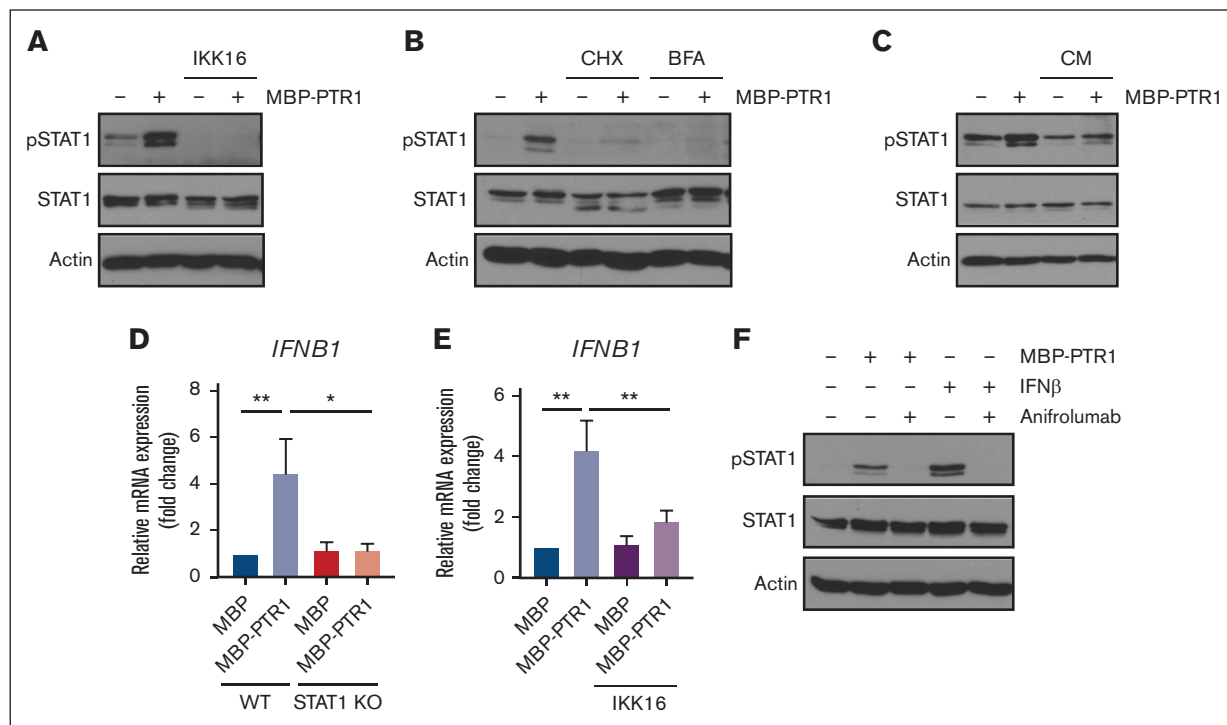 A
IKK16
– + – + MBP-PTR1
pSTAT1
STAT1
Actin
B
CHX BFA
– + – + – + MBP-PTR1
pSTAT1
STAT1
Actin
C
CM
– + – + MBP-PTR1
pSTAT1
STAT1
Actin
D
IFNB1
Relative mRNA expression
(fold change)
8
6
4
2
0
** *
MBP
MBP-PTR1
MBP
MBP-PTR1
WT STAT1 KO
E
IFNB1
Relative mRNA expression
(fold change)
6
4
2
0
** **
MBP
MBP-PTR1
MBP
MBP-PTR1
IKK16
F
– + + – – MBP-PTR1
– – – + + IFNβ
– – + – + Anifrolumab
pSTAT1
STAT1
Actin